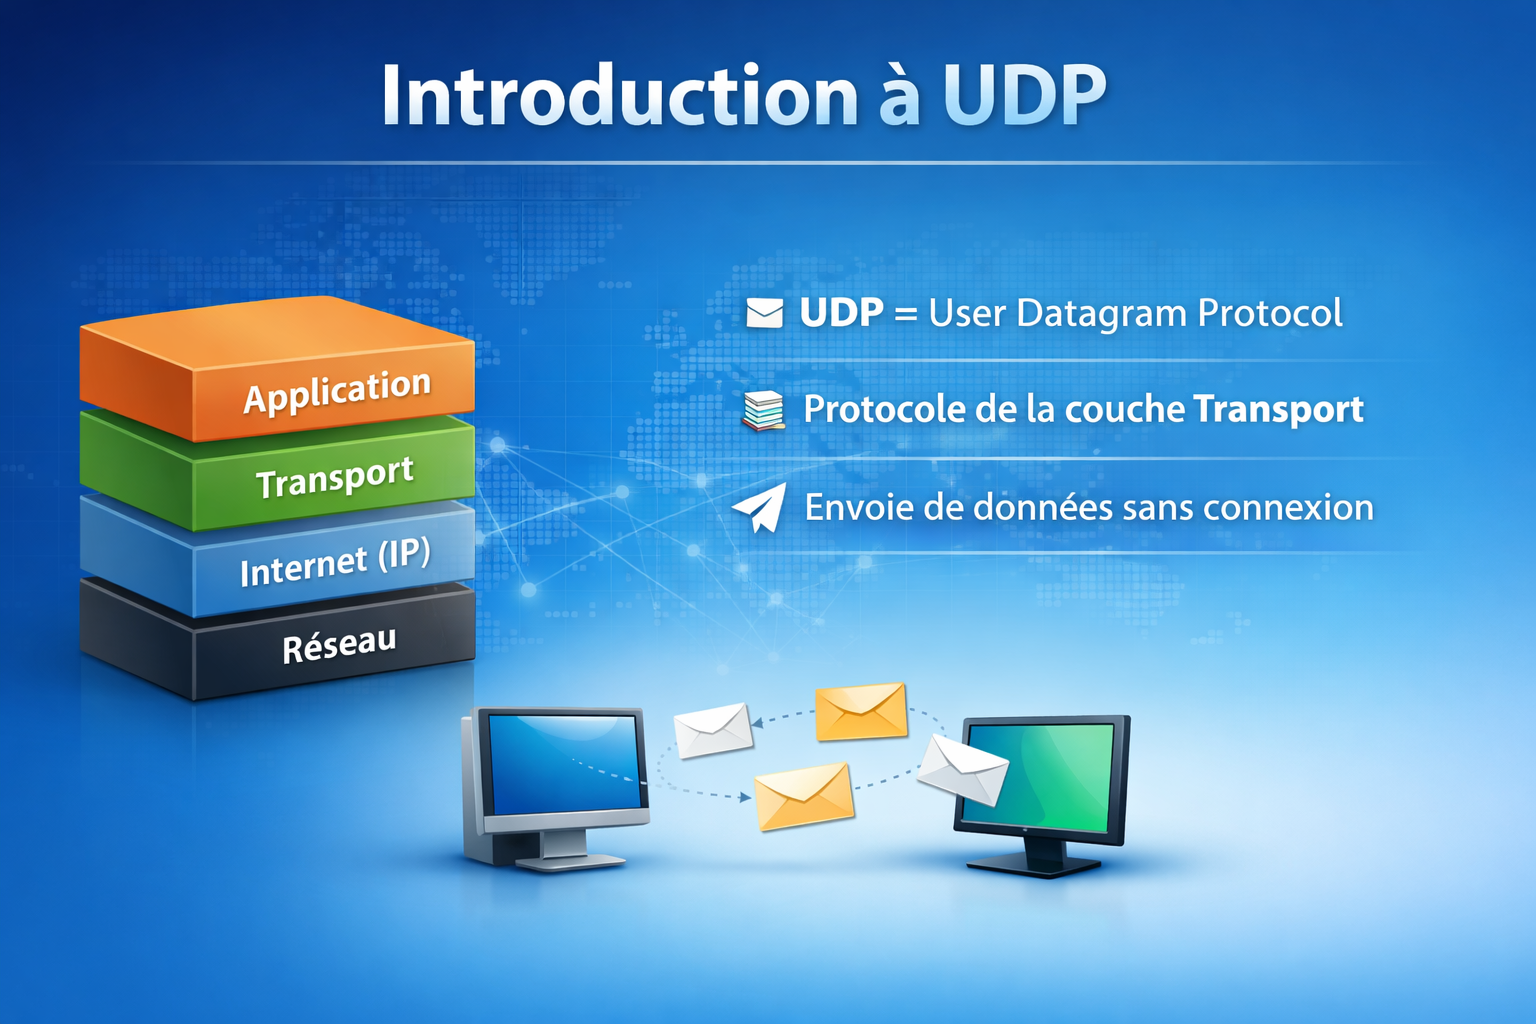 Introduction à UDP
Application
Transport
Internet (IP)
Réseau
UDP = User Datagram Protocol
Protocole de la couche Transport
Envoie de données sans connexion